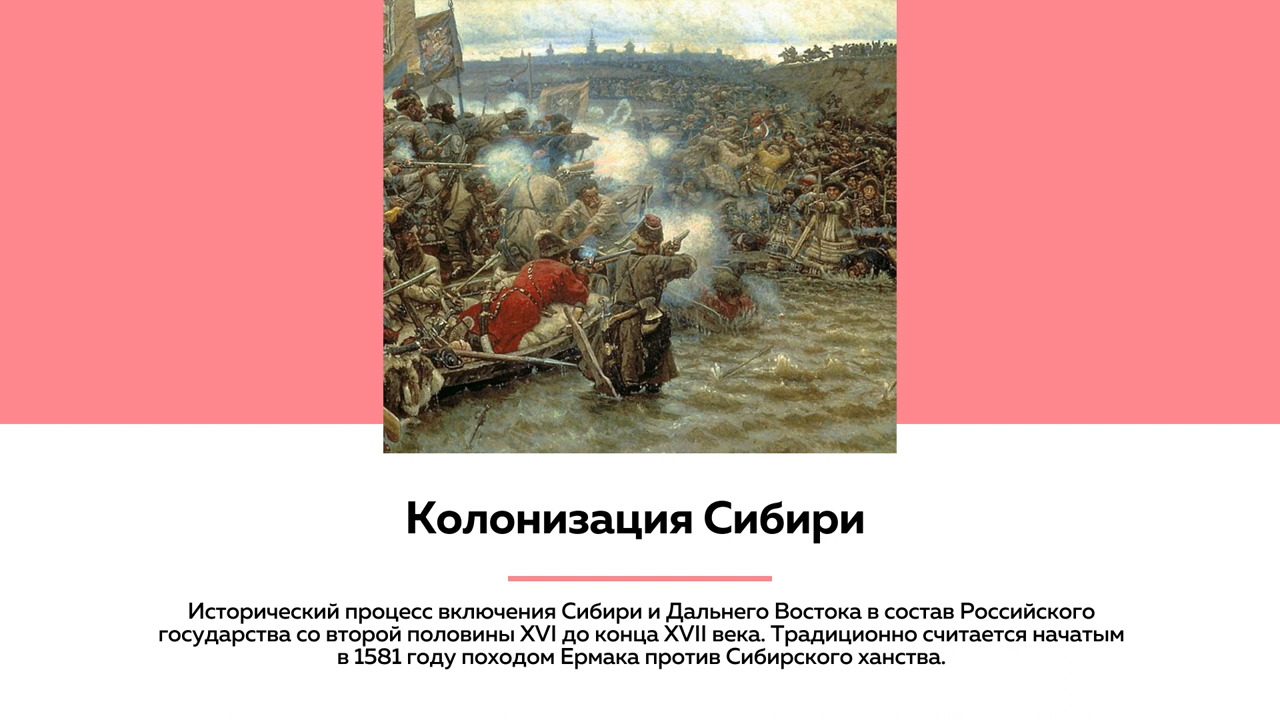 Колонизация Сибири
Исторический процесс включения Сибири и Дальнего Востока в состав Российского
государства со второй половины XVI до конца XVII века. Традиционно считается начатым
в 1581 году походом Ермака против Сибирского ханства.